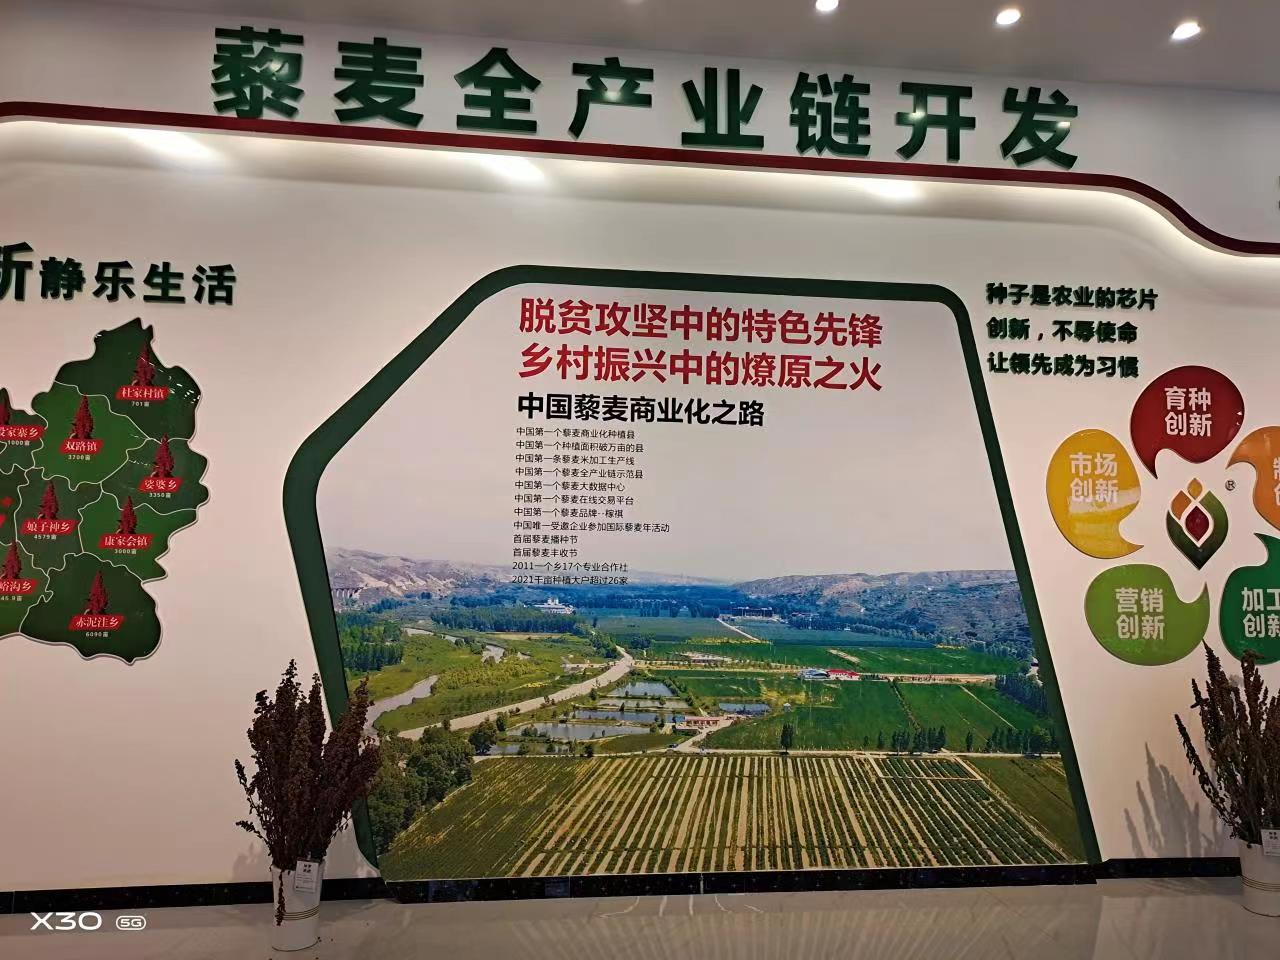 藜麦全产业链开发
静乐生活
杜家村镇
701亩
段家寨乡
1000亩
双路镇
3700亩
娑婆乡
3350亩
娘子神乡
4579亩
康家会镇
3000亩
峪沟乡
赤泥洼乡
6090亩
脱贫攻坚中的特色先锋
乡村振兴中的燎原之火
中国藜麦商业化之路
中国第一个藜麦商业化种植县
中国第一个种植面积破万亩的县
中国第一条藜麦米加工生产线
中国第一个藜麦全产业链示范县
中国第一个藜麦大数据中心
中国第一个藜麦在线交易平台
中国第一个藜麦品牌--稼祺
中国唯一受邀企业参加国际藜麦年活动
首届藜麦播种节
首届藜麦丰收节
2011一个乡17个专业合作社
2021千亩种植大户超过26家
种子是农业的芯片
创新，不辱使命
让领先成为习惯
育种
创新
市场
创新
®
营销
创新
加工
创新
X30 5G